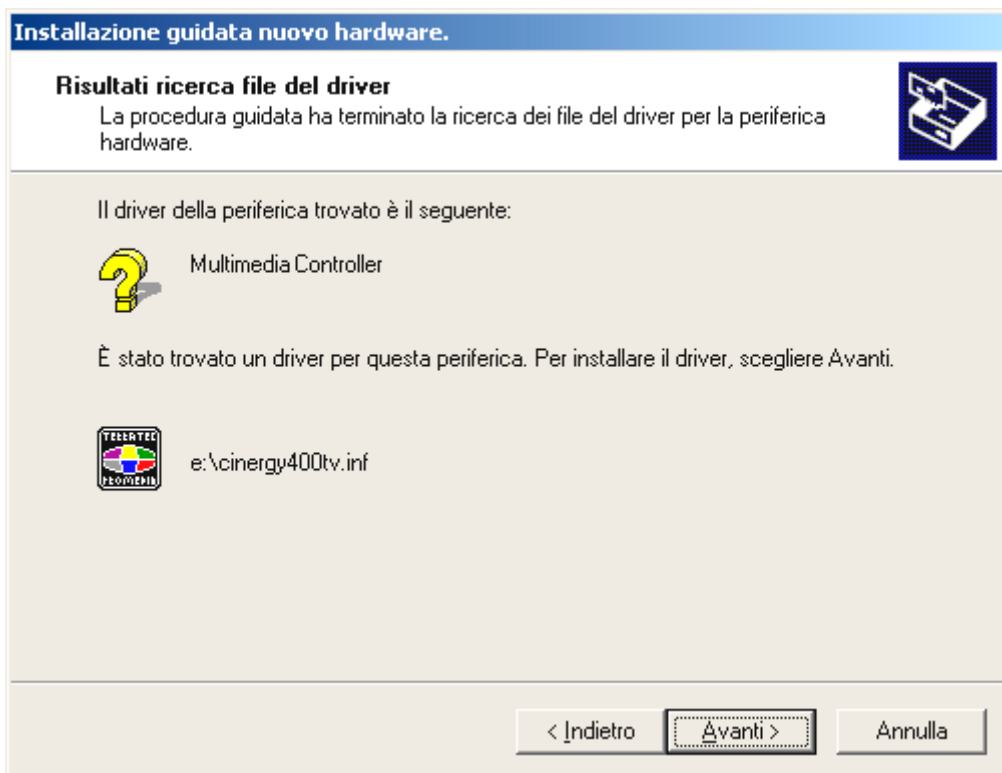 Installazione guidata nuovo hardware.
Risultati ricerca file del driver
La procedura guidata ha terminato la ricerca dei file del driver per la periferica
hardware.
Il driver della periferica trovato è il seguente:
Multimedia Controller
È stato trovato un driver per questa periferica. Per installare il driver, scegliere Avanti.
TERRATEC
PROMEDIA
e:\cinergy400tv.inf
< Indietro
Avanti >
Annulla